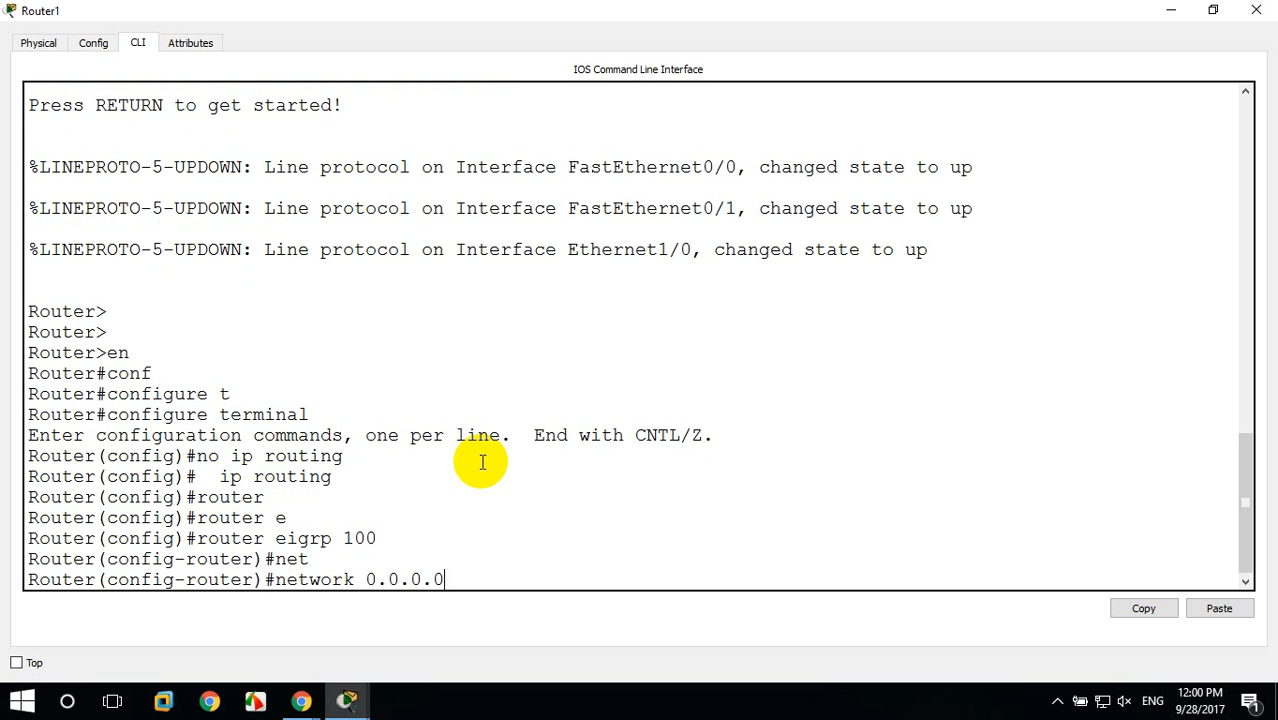 Router1
Physical Config CLI Attributes
IOS Command Line Interface
Press RETURN to get started!
%LINEPROTO-5-UPDOWN: Line protocol on Interface FastEthernet0/0, changed state to up
%LINEPROTO-5-UPDOWN: Line protocol on Interface FastEthernet0/1, changed state to up
%LINEPROTO-5-UPDOWN: Line protocol on Interface Ethernet1/0, changed state to up
Router>
Router>
Router>en
Router#conf
Router#configure t
Router#configure terminal
Enter configuration commands, one per line.  End with CNTL/Z.
Router(config)#no ip routing
Router(config)#  ip routing
Router(config)#router
Router(config)#router e
Router(config)#router eigrp 100
Router(config-router)#net
Router(config-router)#network 0.0.0.0
Copy Paste
Top
ENG 12:00 PM
9/28/2017
1